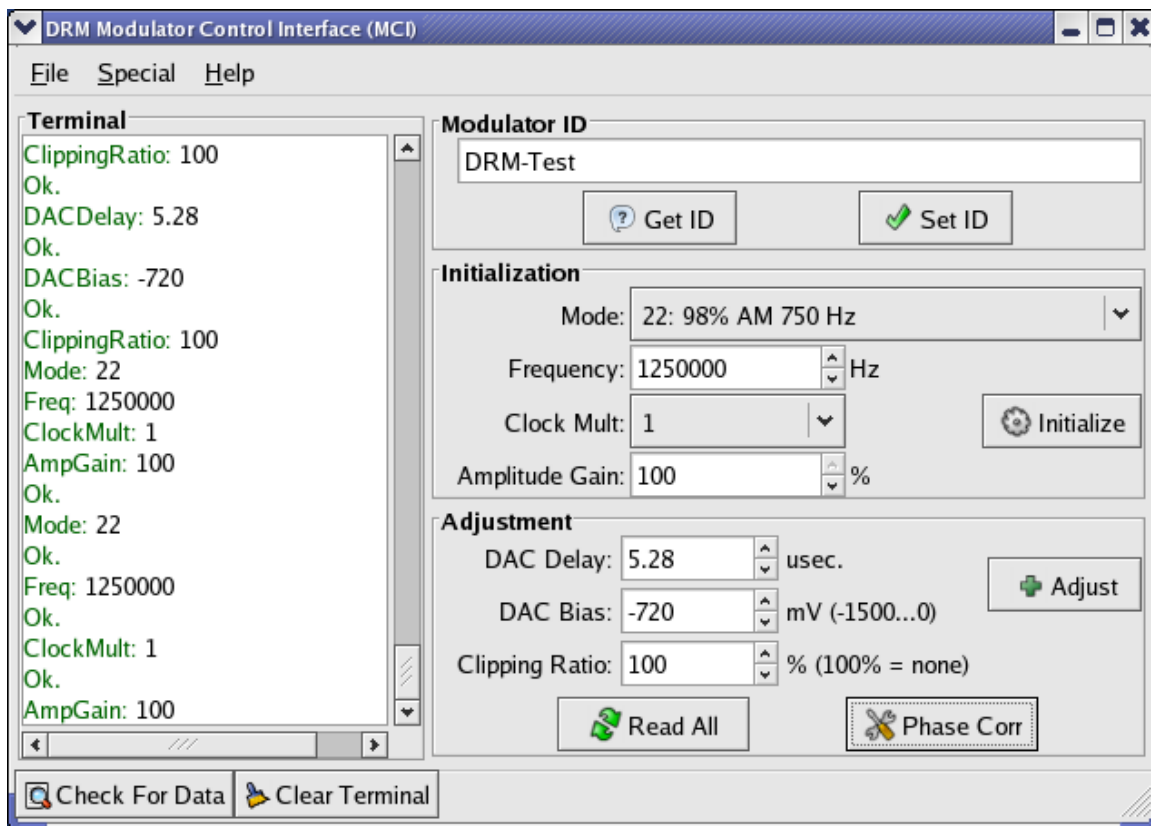 DRM Modulator Control Interface (MCI)
File Special Help
Terminal
ClippingRatio: 100
Ok.
DACDelay: 5.28
Ok.
DACBias: -720
Ok.
ClippingRatio: 100
Mode: 22
Freq: 1250000
ClockMult: 1
AmpGain: 100
Ok.
Mode: 22
Ok.
Freq: 1250000
Ok.
ClockMult: 1
Ok.
AmpGain: 100
Modulator ID
DRM-Test
Get ID Set ID
Initialization
Mode: 22: 98% AM 750 Hz
Frequency: 1250000 Hz
Clock Mult: 1 Initialize
Amplitude Gain: 100 %
Adjustment
DAC Delay: 5.28 usec.
Adjust
DAC Bias: -720 mV (-1500...0)
Clipping Ratio: 100 % (100% = none)
Read All Phase Corr
Check For Data Clear Terminal